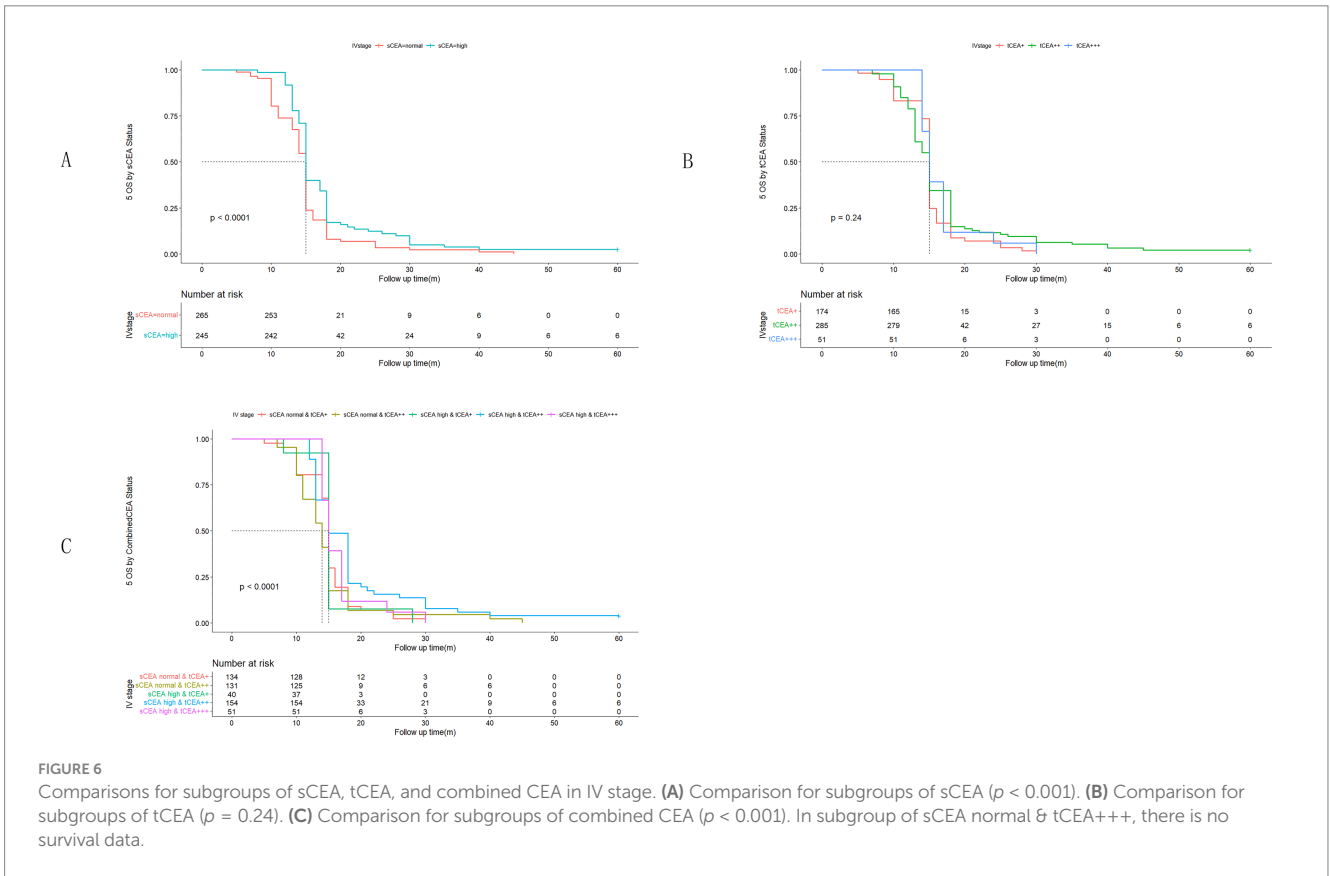 IVstage sCEA=normal sCEA=high
A
5 OS by sCEA Status
1.00
0.75
0.50
0.25
0.00
p < 0.0001
0 10 20 30 40 50 60
Follow up time(m)
Number at risk
IVstage
sCEA=normal 265 253 21 9 6 0 0
sCEA=high 245 242 42 24 9 6 6
0 10 20 30 40 50 60
Follow up time(m)
IVstage tCEA+ tCEA++ tCEA+++
B
5 OS by tCEA Status
1.00
0.75
0.50
0.25
0.00
p = 0.24
0 10 20 30 40 50 60
Follow up time(m)
Number at risk
IVstage
tCEA+ 174 165 15 3 0 0 0
tCEA++ 285 279 42 27 15 6 6
tCEA+++ 51 51 6 3 0 0 0
0 10 20 30 40 50 60
Follow up time(m)
IV stage sCEA normal & tCEA+ sCEA normal & tCEA++ sCEA high & tCEA+ sCEA high & tCEA++ sCEA high & tCEA+++
C
5 OS by CombinedCEA Status
1.00
0.75
0.50
0.25
0.00
p < 0.0001
0 10 20 30 40 50 60
Follow up time(m)
Number at risk
IV stage
sCEA normal & tCEA+ 134 128 12 3 0 0 0
sCEA normal & tCEA++ 131 125 9 6 6 0 0
sCEA high & tCEA+ 40 37 3 0 0 0 0
sCEA high & tCEA++ 154 154 33 21 9 6 6
sCEA high & tCEA+++ 51 51 6 3 0 0 0
0 10 20 30 40 50 60
Follow up time(m)
FIGURE 6
Comparisons for subgroups of sCEA, tCEA, and combined CEA in IV stage. (A) Comparison for subgroups of sCEA (p < 0.001). (B) Comparison for
subgroups of tCEA (p = 0.24). (C) Comparison for subgroups of combined CEA (p < 0.001). In subgroup of sCEA normal & tCEA+++, there is no
survival data.